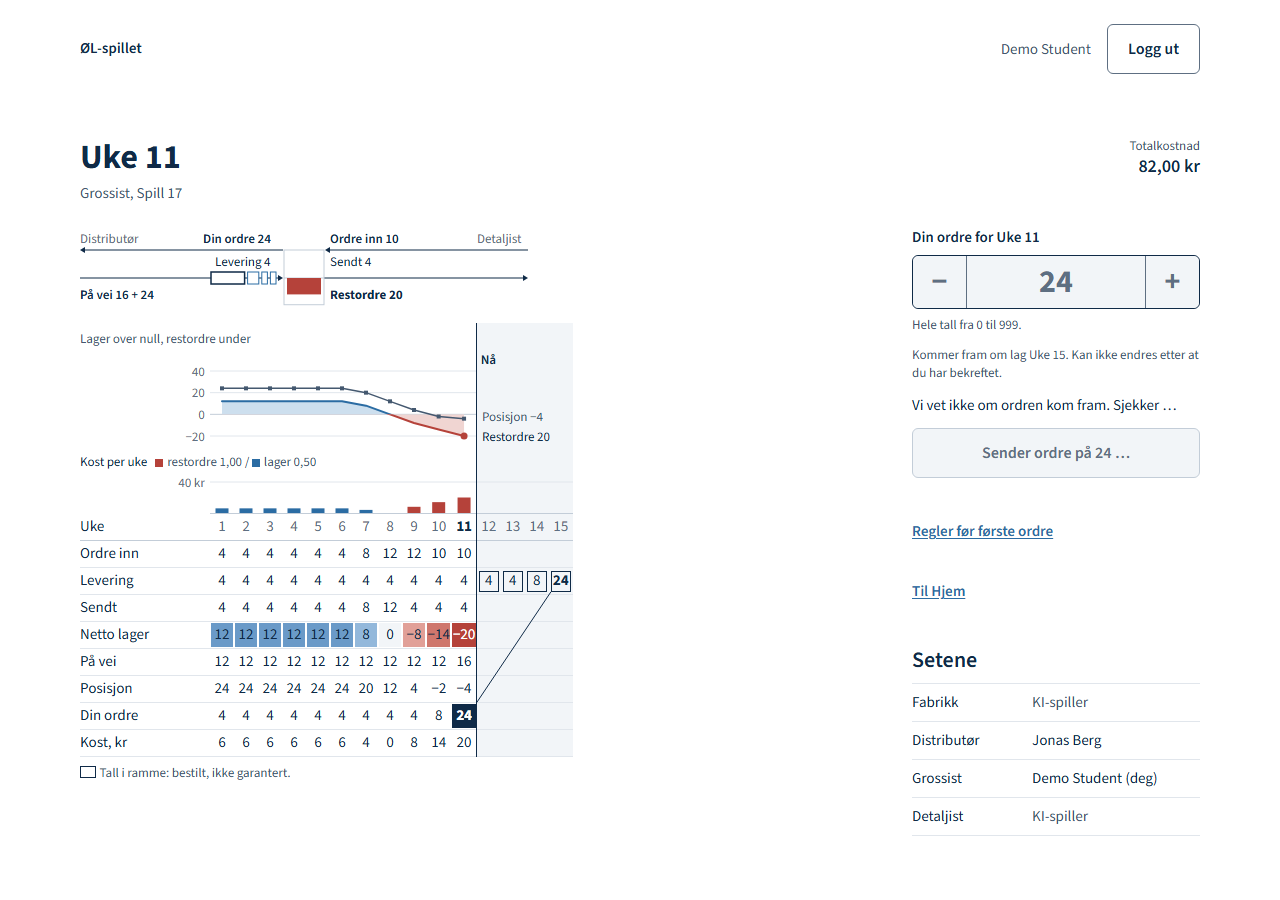 ØL-spillet
Demo Student
Logg ut
Uke 11
Grossist, Spill 17
Totalkostnad
82,00 kr
Distributør Din ordre 24 Ordre inn 10 Detaljist
Levering 4 Sendt 4
På vei 16 + 24 Restordre 20
Lager over null, restordre under
Nå
40
20
0
−20
Posisjon −4
Restordre 20
Kost per uke restordre 1,00 / lager 0,50
40 kr
Uke 1 2 3 4 5 6 7 8 9 10 11 12 13 14 15
Ordre inn 4 4 4 4 4 4 8 12 12 10 10
Levering 4 4 4 4 4 4 4 4 4 4 4 4 4 8 24
Sendt 4 4 4 4 4 4 8 12 4 4 4
Netto lager 12 12 12 12 12 12 8 0 −8 −14 −20
På vei 12 12 12 12 12 12 12 12 12 12 16
Posisjon 24 24 24 24 24 24 20 12 4 −2 −4
Din ordre 4 4 4 4 4 4 4 4 4 8 24
Kost, kr 6 6 6 6 6 6 4 0 8 14 20
Tall i ramme: bestilt, ikke garantert.
Din ordre for Uke 11
− 24 +
Hele tall fra 0 til 999.
Kommer fram om lag Uke 15. Kan ikke endres etter at
du har bekreftet.
Vi vet ikke om ordren kom fram. Sjekker …
Sender ordre på 24 …
Regler før første ordre
Til Hjem
Setene
Fabrikk KI-spiller
Distributør Jonas Berg
Grossist Demo Student (deg)
Detaljist KI-spiller